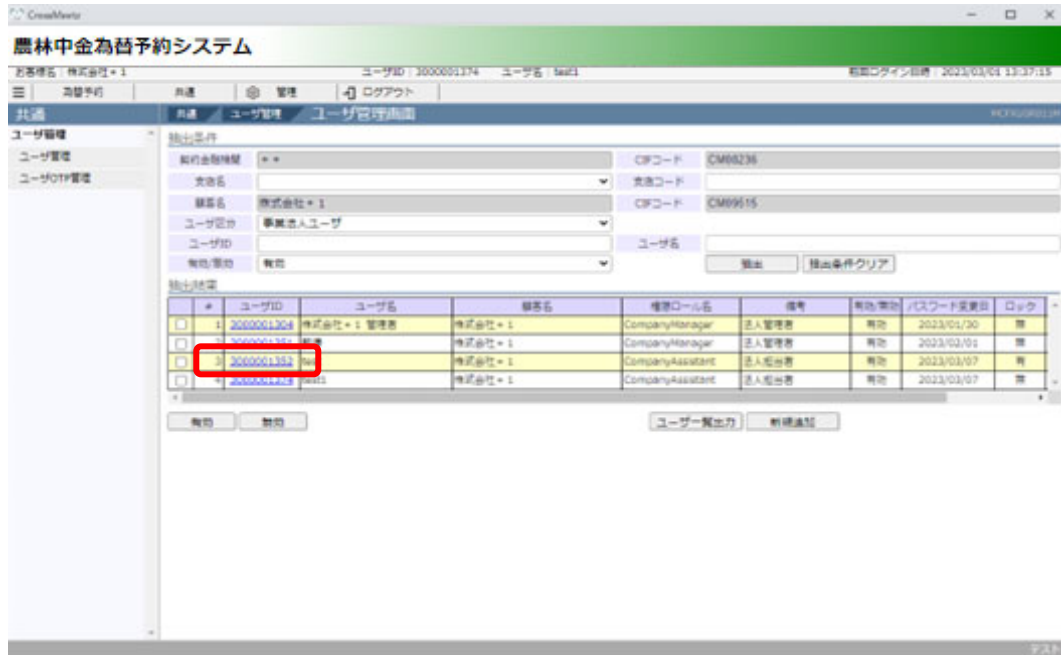 CrossMeetz
農林中金為替予約システム
お客様名 : 株式会社*1 ユーザID : 3000001374 ユーザ名 : test1 前回ログイン日時 : 2023/03/01 13:37:15
為替予約 共通 管理 ログアウト
共通 共通 ユーザ管理 ユーザ管理画面
ユーザ管理
ユーザ管理
ユーザOTP管理
抽出条件
契約金融機関 ** CIFコード CM08236
支店名 支店コード
顧客名 株式会社*1 CIFコード CM09515
ユーザ区分 事業法人ユーザ
ユーザID ユーザ名
有効/無効 有効 抽出 抽出条件クリア
抽出結果
# ユーザID ユーザ名 顧客名 権限ロール名 備考 有効/無効 パスワード変更日 ロック
1 3000001304 株式会社*1 管理者 株式会社*1 CompanyManager 法人管理者 有効 2023/01/30 無
2 3000001351 株式会社*1 CompanyManager 法人管理者 有効 2023/02/01 無
3 3000001352 株式会社*1 CompanyAssistant 法人担当者 有効 2023/03/07 有
4 3000001374 test1 株式会社*1 CompanyAssistant 法人担当者 有効 2023/03/07 無
有効 無効 ユーザ一覧出力 新規追加
テスト